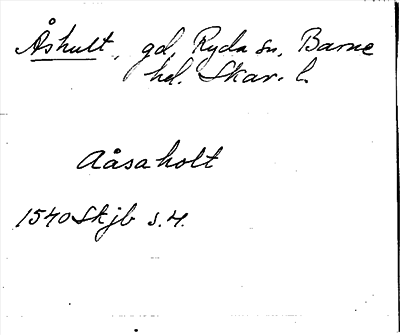 Åshult, gd, Ryda sn, Barne
hd. Skar. l.
Aåsaholt
1540 Skjb s. 4.